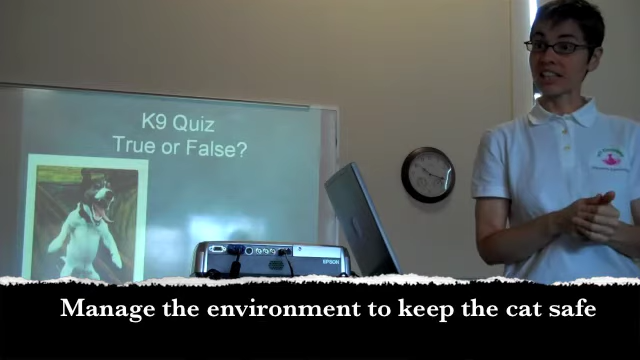 K9 Quiz
True or False?
EPSON
Manage the environment to keep the cat safe